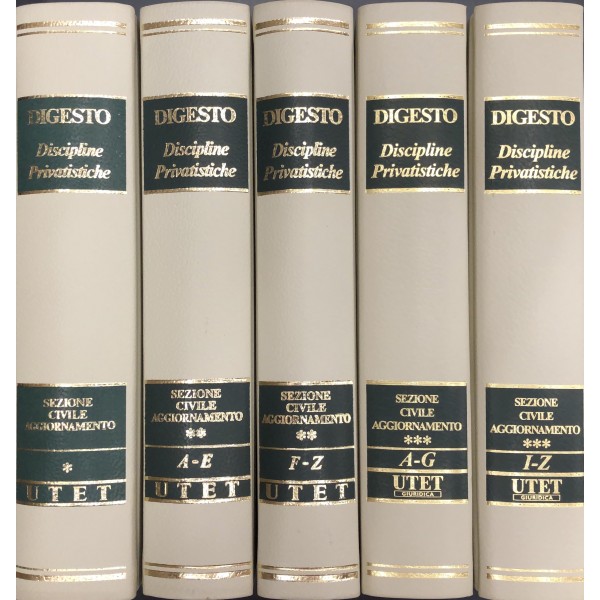 DIGESTO
Discipline
Privatistiche
SEZIONE
CIVILE
AGGIORNAMENTO
*
UTET
DIGESTO
Discipline
Privatistiche
SEZIONE
CIVILE
AGGIORNAMENTO
**
A-E
UTET
DIGESTO
Discipline
Privatistiche
SEZIONE
CIVILE
AGGIORNAMENTO
**
F-Z
UTET
DIGESTO
Discipline
Privatistiche
SEZIONE
CIVILE
AGGIORNAMENTO
***
A-G
UTET
GIURIDICA
DIGESTO
Discipline
Privatistiche
SEZIONE
CIVILE
AGGIORNAMENTO
***
I-Z
UTET
GIURIDICA